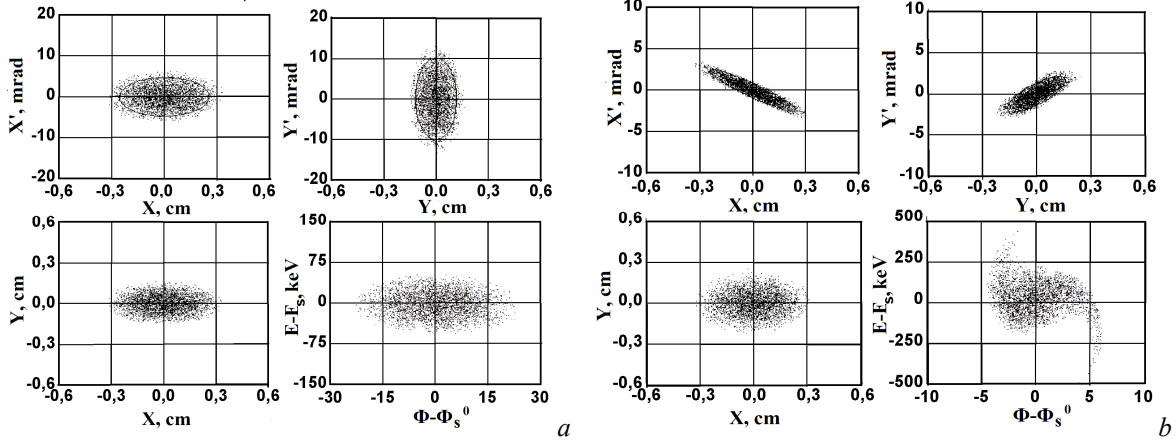 20
10
0
-10
-20
X', mrad
-0,6 -0,3 0,0 0,3 0,6
X, cm
20
10
0
-10
20
Y', mrad
-0,6 -0,3 0,0 0,3 0,6
Y, cm
10
5
0
-5
-10
X', mrad
-0,6 -0,3 0,0 0,3 0,6
X, cm
10
5
0
-5
-10
Y', mrad
-0,6 -0,3 0,0 0,3 0,6
Y, cm
0,6
0,3
0,0
-0,3
-0,6
Y, cm
-0,6 -0,3 0,0 0,3 0,6
X, cm
150
75
0
-75
-150
E-Es, keV
-30 -15 0 15 30
Φ-Φs⁰
a
0,6
0,3
0,0
-0,3
-0,6
Y, cm
-0,6 -0,3 0,0 0,3 0,6
X, cm
500
250
0
-250
-500
E-Es, keV
-10 -5 0 5 10
Φ-Φs⁰
b